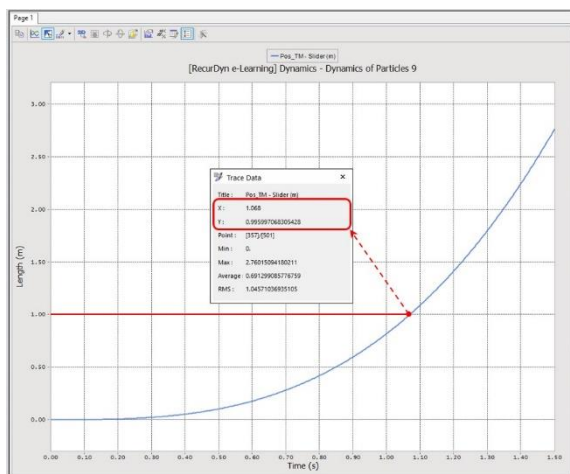 Page 1
Pos_TM - Slider (m)
[RecurDyn e-Learning] Dynamics - Dynamics of Particles 9
3.00
2.50
2.00
1.50
1.00
0.50
0.00
Length (m)
Trace Data
Title : Pos_TM - Slider (m)
X : 1.068
Y : 0.995997068305428
Point : [357]/[501]
Min : 0.
Max : 2.76015094180211
Average : 0.691299085776759
RMS : 1.04571036935105
0.00 0.10 0.20 0.30 0.40 0.50 0.60 0.70 0.80 0.90 1.00 1.10 1.20 1.30 1.40 1.50
Time (s)